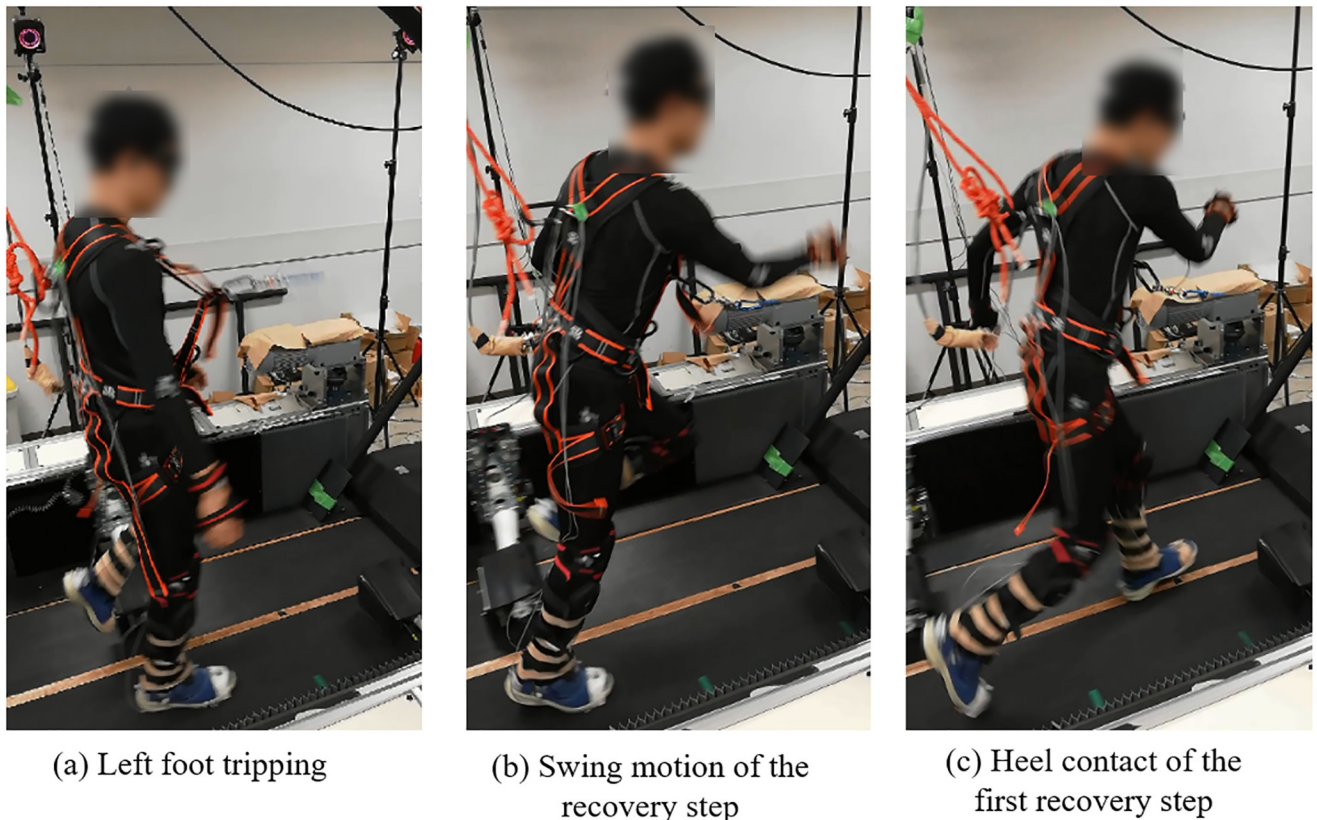 (a) Left foot tripping
(b) Swing motion of the
recovery step
(c) Heel contact of the
first recovery step